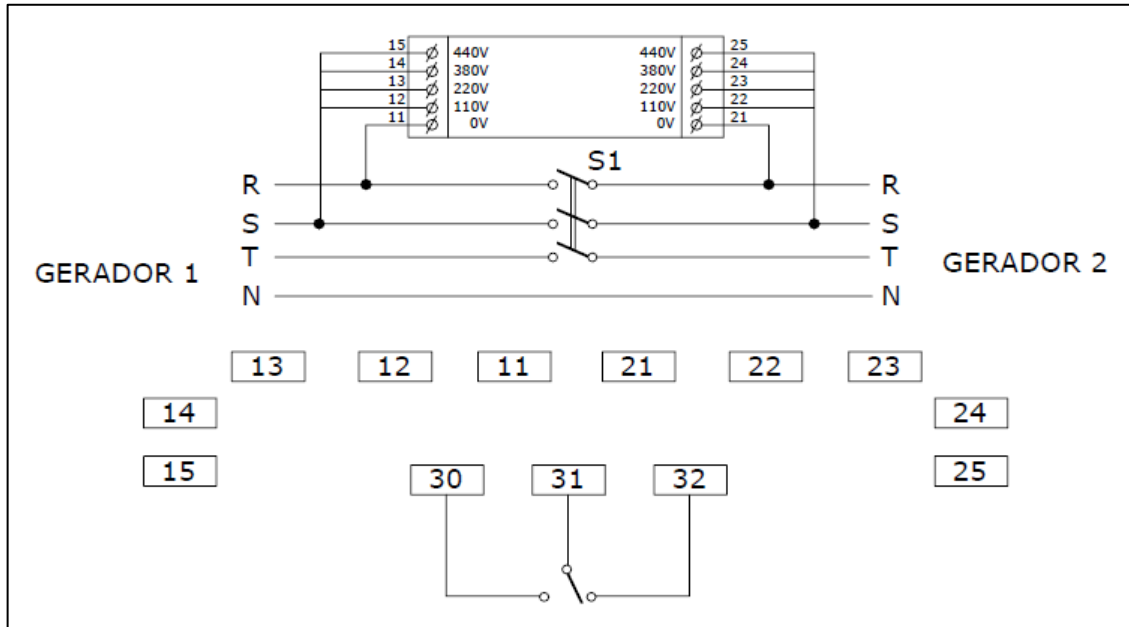 15 440V 440V 25
14 380V 380V 24
13 220V 220V 23
12 110V 110V 22
11 0V 0V 21
S1
R R
S S
T T
GERADOR 1 GERADOR 2
N N
13 12 11 21 22 23
14 24
15 30 31 32 25